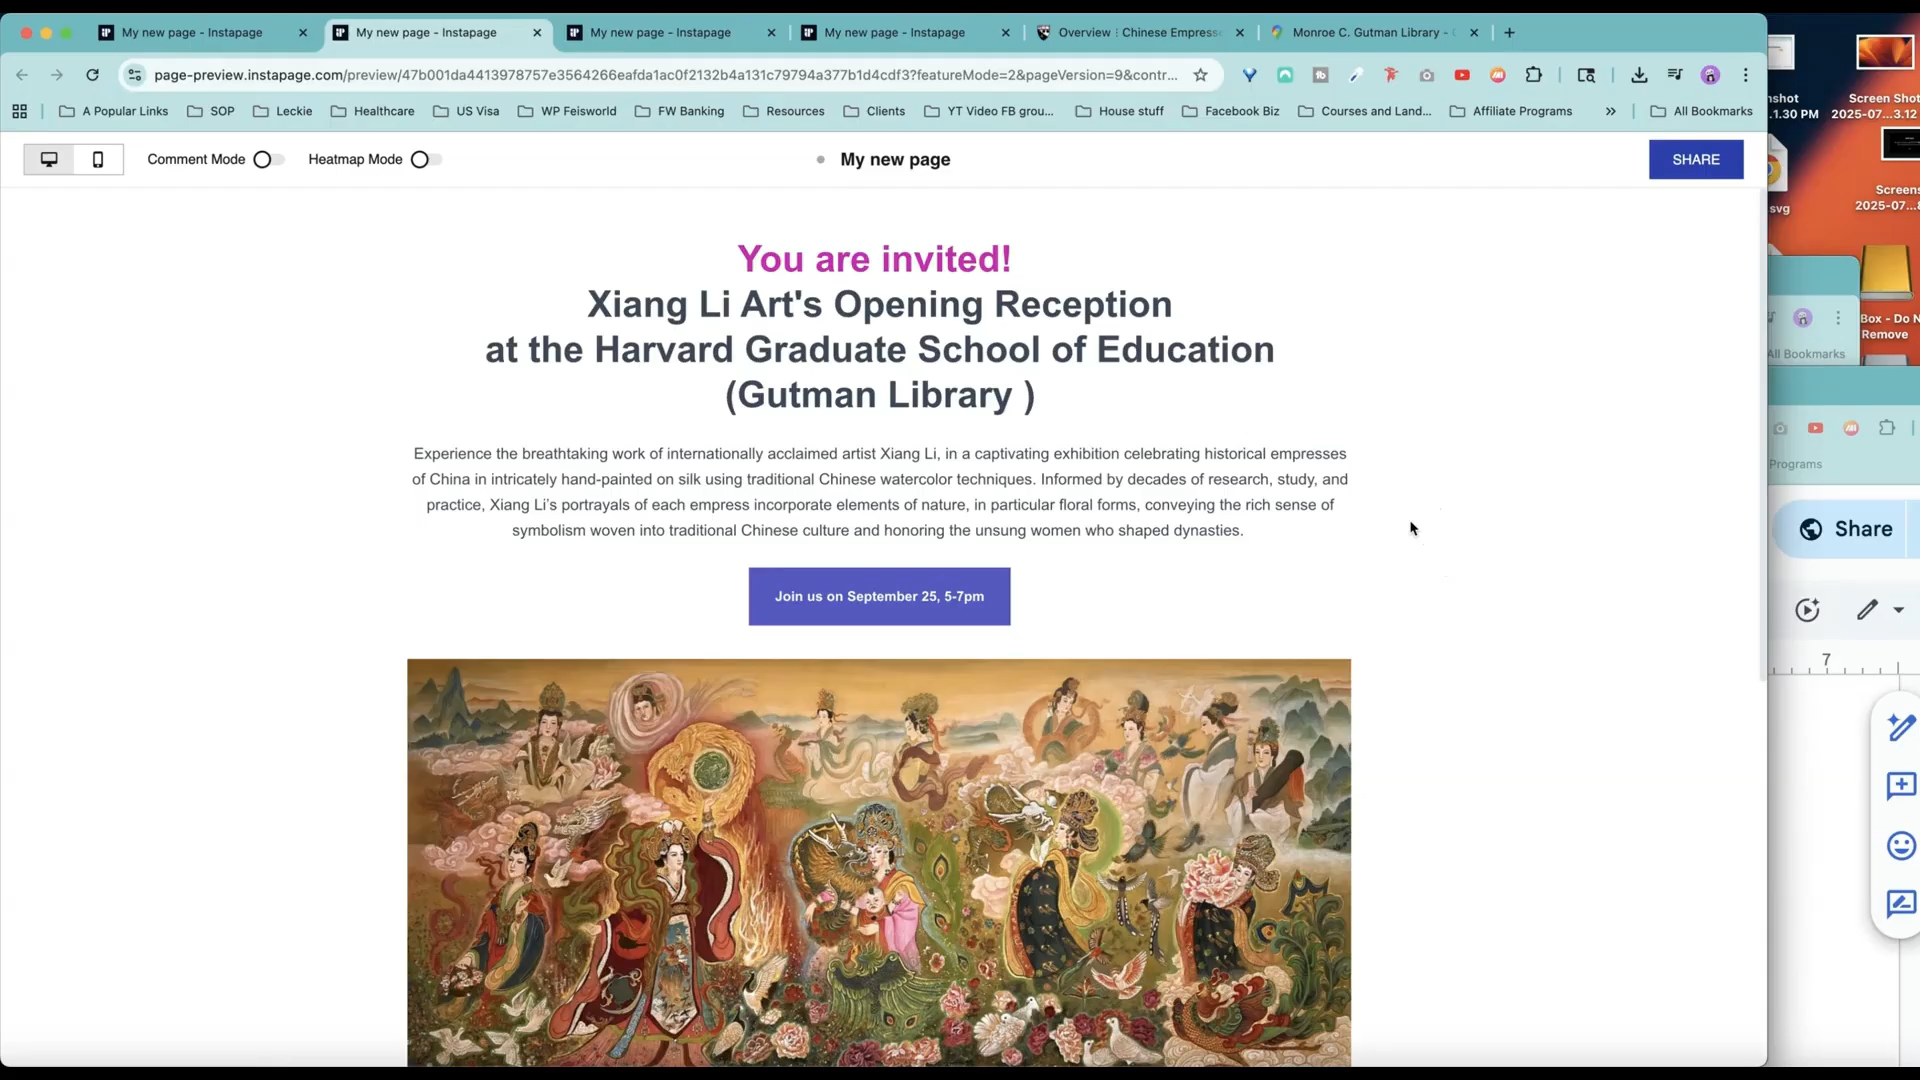 My new page - Instapage
My new page - Instapage
My new page - Instapage
My new page - Instapage
Overview : Chinese Empress
Monroe C. Gutman Library -
page-preview.instapage.com/preview/47b001da4413978757e3564266eafda1ac0f2132b4a131c79794a377b1d4cdf3?featureMode=2&pageVersion=9&contr...
A Popular Links
SOP
Leckie
Healthcare
US Visa
WP Feisworld
FW Banking
Resources
Clients
YT Video FB grou...
House stuff
Facebook Biz
Courses and Land...
Affiliate Programs
All Bookmarks
Comment Mode
Heatmap Mode
My new page
SHARE
You are invited!
Xiang Li Art's Opening Reception
at the Harvard Graduate School of Education
(Gutman Library )
Experience the breathtaking work of internationally acclaimed artist Xiang Li, in a captivating exhibition celebrating historical empresses
of China in intricately hand-painted on silk using traditional Chinese watercolor techniques. Informed by decades of research, study, and
practice, Xiang Li's portrayals of each empress incorporate elements of nature, in particular floral forms, conveying the rich sense of
symbolism woven into traditional Chinese culture and honoring the unsung women who shaped dynasties.
Join us on September 25, 5-7pm
nshot
.1.30 PM
Screen Shot
2025-07...3.12
svg
Screens
2025-07...8
Box - Do N
Remove
All Bookmarks
Programs
Share
7